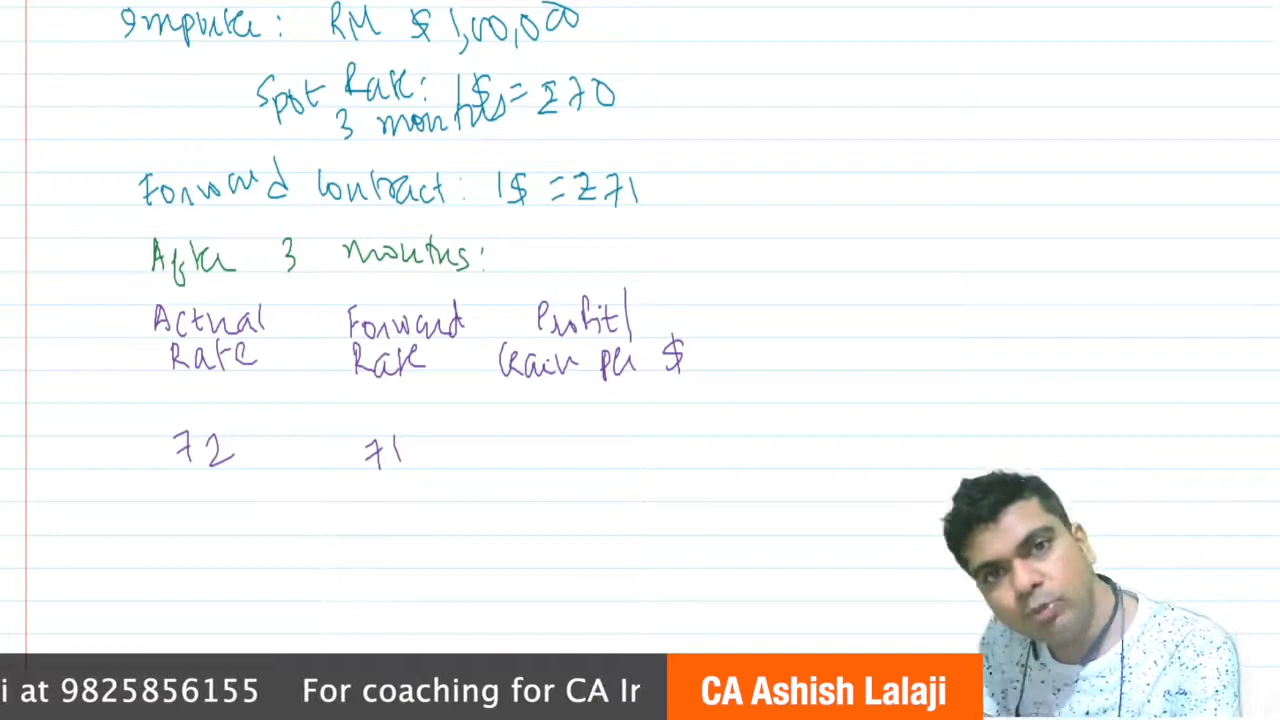 Importer: RM $ 1,00,000
Spot Rate: 1$ = ₹70
3 months
Forward Contract: 1$ = ₹71
After 3 months:
Actual Forward Profit/
Rate Rate Gain per $
72 71
i at 9825856155 For coaching for CA Ir
CA Ashish Lalaji